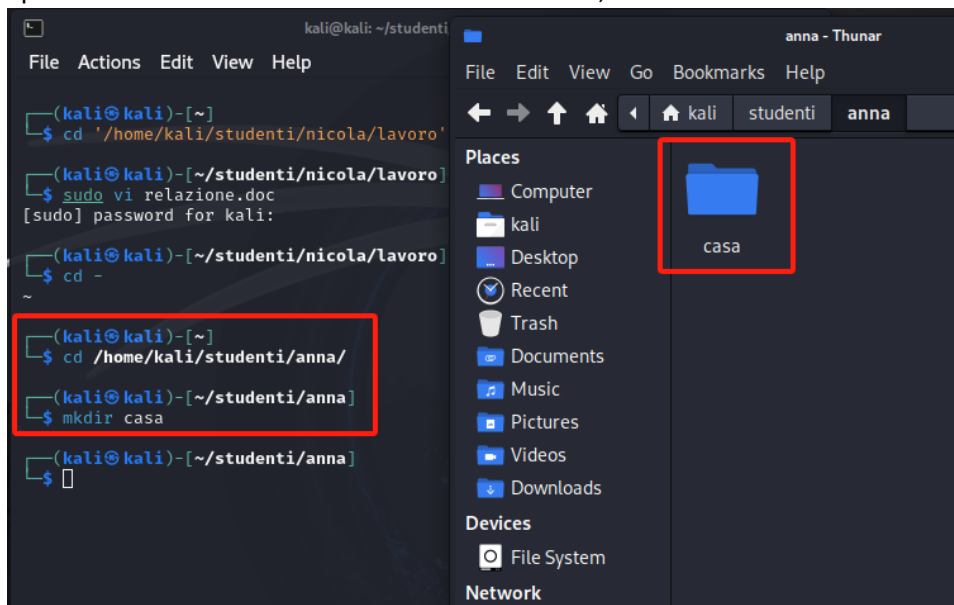 kali@kali: ~/studenti
File Actions Edit View Help
┌──(kali㉿kali)-[~]
└─$ cd '/home/kali/studenti/nicola/lavoro'
┌──(kali㉿kali)-[~/studenti/nicola/lavoro]
└─$ sudo vi relazione.doc
[sudo] password for kali:
┌──(kali㉿kali)-[~/studenti/nicola/lavoro]
└─$ cd -
~
┌──(kali㉿kali)-[~]
└─$ cd /home/kali/studenti/anna/
┌──(kali㉿kali)-[~/studenti/anna]
└─$ mkdir casa
┌──(kali㉿kali)-[~/studenti/anna]
└─$
anna - Thunar
File Edit View Go Bookmarks Help
kali studenti anna
Places
Computer
kali
Desktop
Recent
Trash
Documents
Music
Pictures
Videos
Downloads
Devices
File System
Network
casa